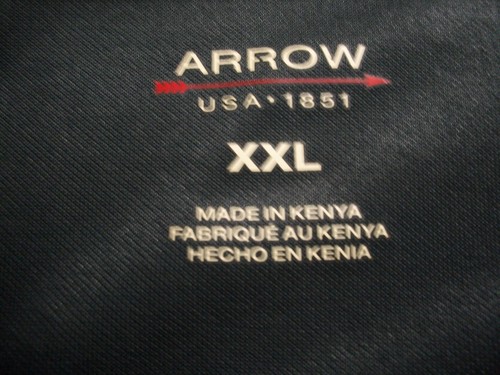 ARROW
USA · 1851
XXL
MADE IN KENYA
FABRIQUÉ AU KENYA
HECHO EN KENIA